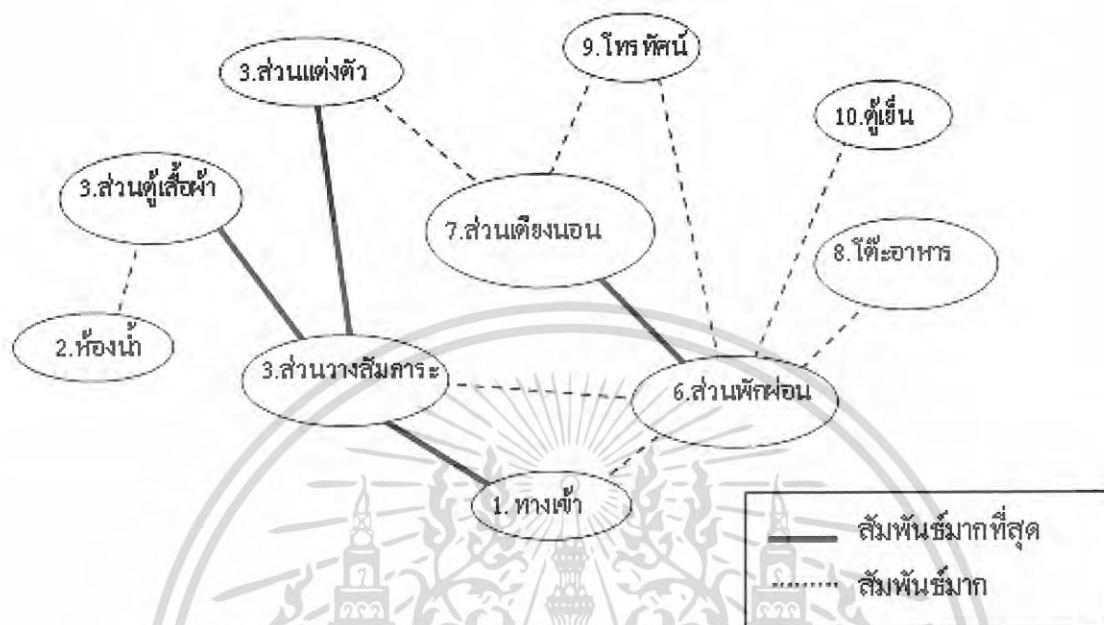 9.โทรทัศน์
3.ส่วนแต่งตัว
10.ตู้เย็น
3.ส่วนตู้เสื้อผ้า
7.ส่วนเตียงนอน
8.โต๊ะอาหาร
2.ห้องน้ำ
3.ส่วนวางสัมภาระ
6.ส่วนพักผ่อน
1. ทางเข้า
สัมพันธ์มากที่สุด
สัมพันธ์มาก